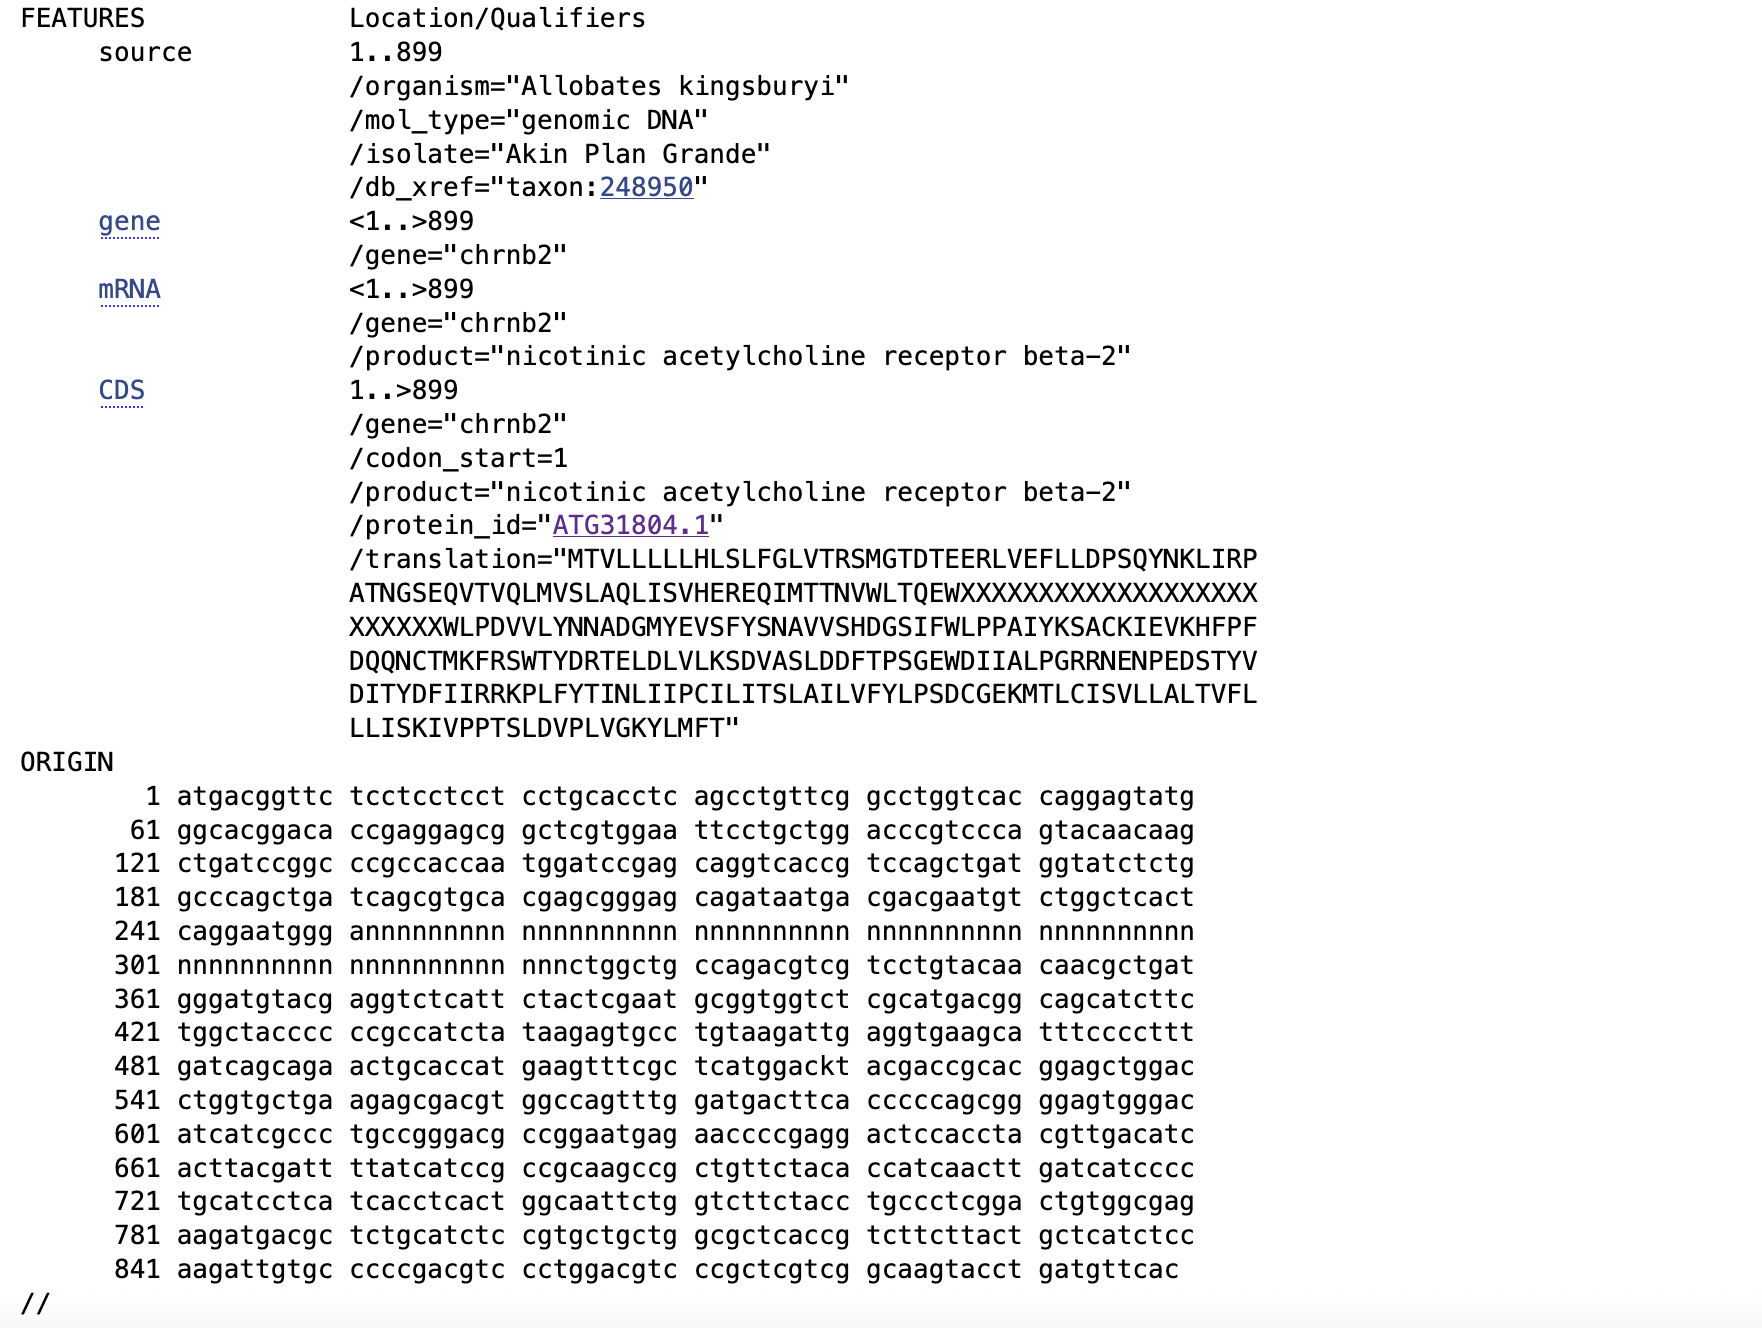 FEATURES             Location/Qualifiers
     source          1..899
                     /organism="Allobates kingsburyi"
                     /mol_type="genomic DNA"
                     /isolate="Akin Plan Grande"
                     /db_xref="taxon:248950"
     gene            <1..>899
                     /gene="chrnb2"
     mRNA            <1..>899
                     /gene="chrnb2"
                     /product="nicotinic acetylcholine receptor beta-2"
     CDS             1..>899
                     /gene="chrnb2"
                     /codon_start=1
                     /product="nicotinic acetylcholine receptor beta-2"
                     /protein_id="ATG31804.1"
                     /translation="MTVLLLLLHLSLFGLVTRSMGTDTEERLVEFLLDPSQYNKLIRP
                     ATNGSEQVTVQLMVSLAQLISVHEREQIMTTNVWLTQEWXXXXXXXXXXXXXXXXXXX
                     XXXXXXWLPDVVLYNNADGMYEVSFYSNAVVSHDGSIFWLPPAIYKSACKIEVKHFPF
                     DQQNCTMKFRSWTYDRTELDLVLKSDVASLDDFTPSGEWDIIALPGRRNENPEDSTYV
                     DITYDFIIRRKPLFYTINLIIPCILITSLAILVFYLPSDCGEKMTLCISVLLALTVFL
                     LLISKIVPPTSLDVPLVGKYLMFT"
ORIGIN
        1 atgacggttc tcctcctcct cctgcacctc agcctgttcg gcctggtcac caggagtatg
       61 ggcacggaca ccgaggagcg gctcgtggaa ttcctgctgg acccgtccca gtacaacaag
      121 ctgatccggc ccgccaccaa tggatccgag caggtcaccg tccagctgat ggtatctctg
      181 gcccagctga tcagcgtgca cgagcgggag cagataatga cgacgaatgt ctggctcact
      241 caggaatggg annnnnnnnn nnnnnnnnnn nnnnnnnnnn nnnnnnnnnn nnnnnnnnnn
      301 nnnnnnnnnn nnnnnnnnnn nnnctggctg ccagacgtcg tcctgtacaa caacgctgat
      361 gggatgtacg aggtctcatt ctactcgaat gcggtggtct cgcatgacgg cagcatcttc
      421 tggctacccc ccgccatcta taagagtgcc tgtaagattg aggtgaagca tttccccttt
      481 gatcagcaga actgcaccat gaagtttcgc tcatggackt acgaccgcac ggagctggac
      541 ctggtgctga agagcgacgt ggccagtttg gatgacttca cccccagcgg ggagtgggac
      601 atcatcgccc tgccgggacg ccggaatgag aaccccgagg actccaccta cgttgacatc
      661 acttacgatt ttatcatccg ccgcaagccg ctgttctaca ccatcaactt gatcatcccc
      721 tgcatcctca tcacctcact ggcaattctg gtcttctacc tgccctcgga ctgtggcgag
      781 aagatgacgc tctgcatctc cgtgctgctg gcgctcaccg tcttcttact gctcatctcc
      841 aagattgtgc ccccgacgtc cctggacgtc ccgctcgtcg gcaagtacct gatgttcac
//